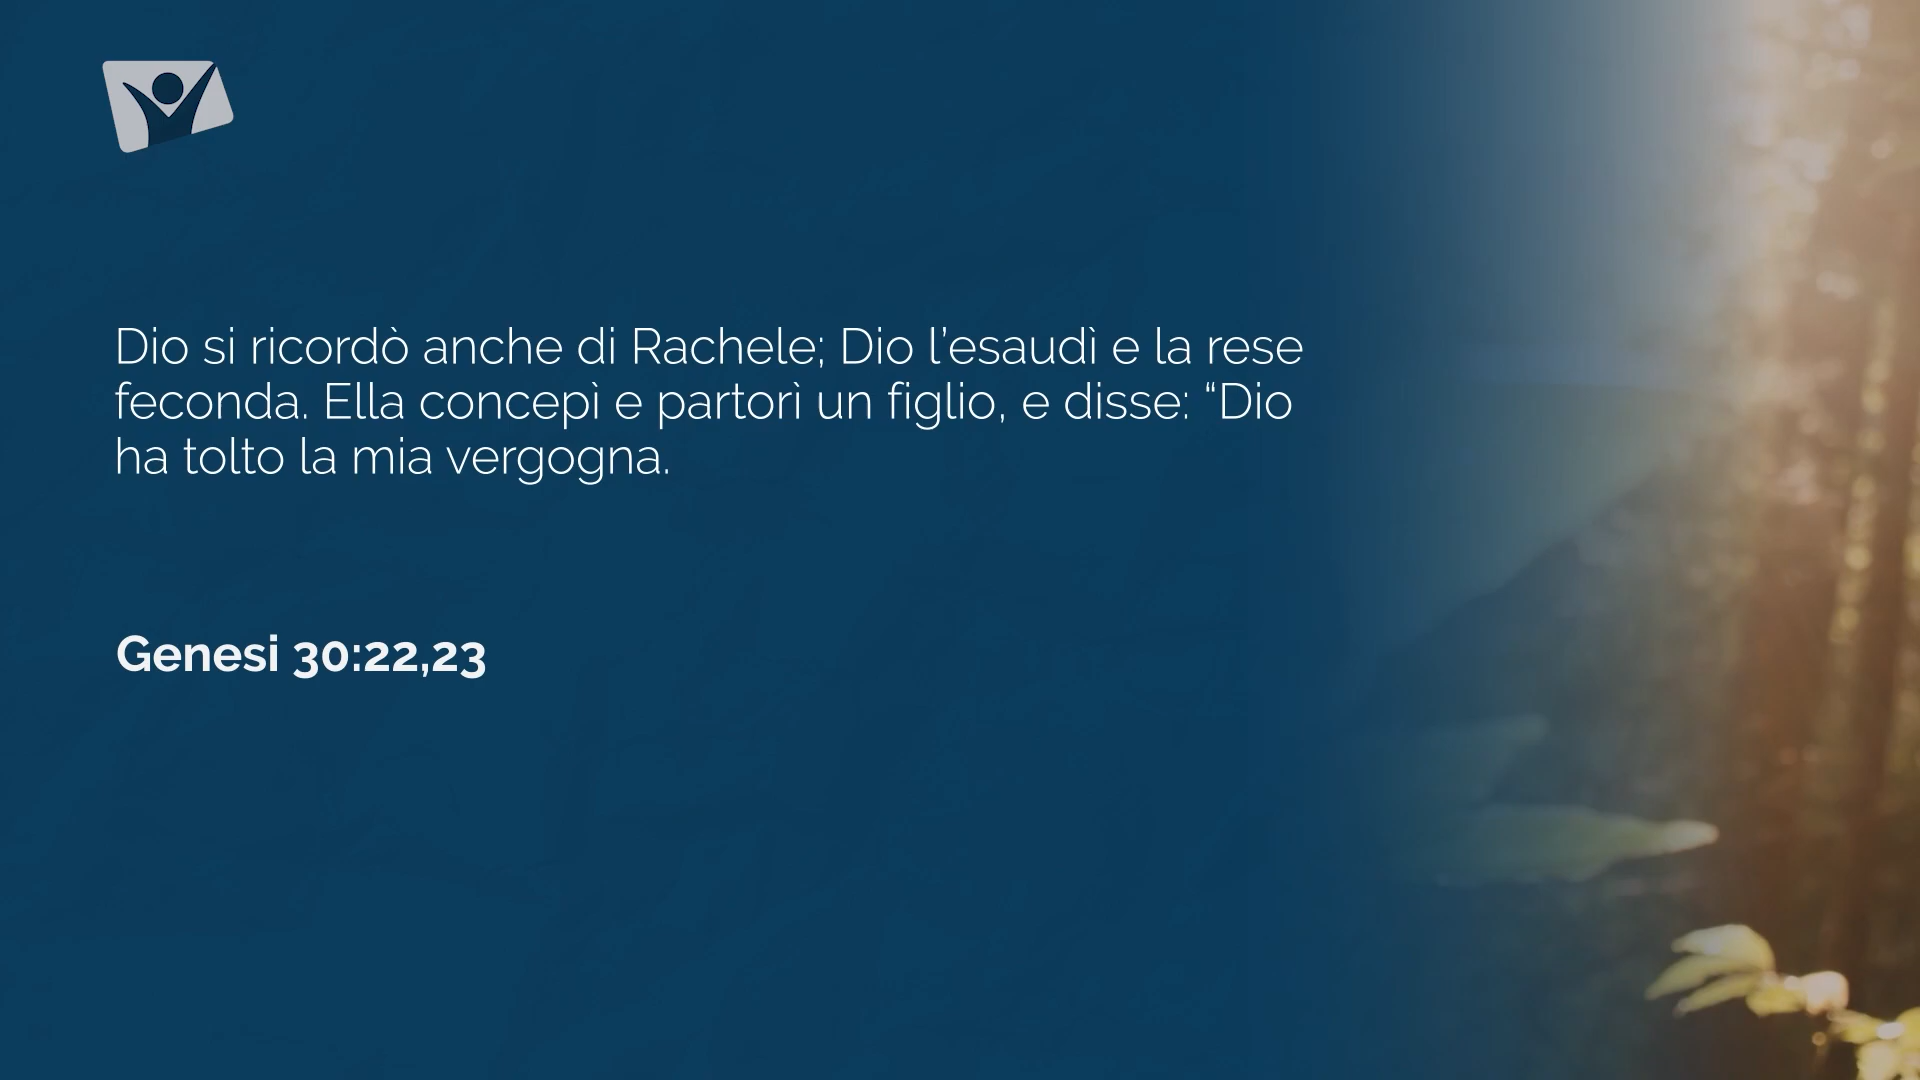 Dio si ricordò anche di Rachele; Dio l’esaudì e la rese
feconda. Ella concepì e partorì un figlio, e disse: “Dio
ha tolto la mia vergogna.
Genesi 30:22,23